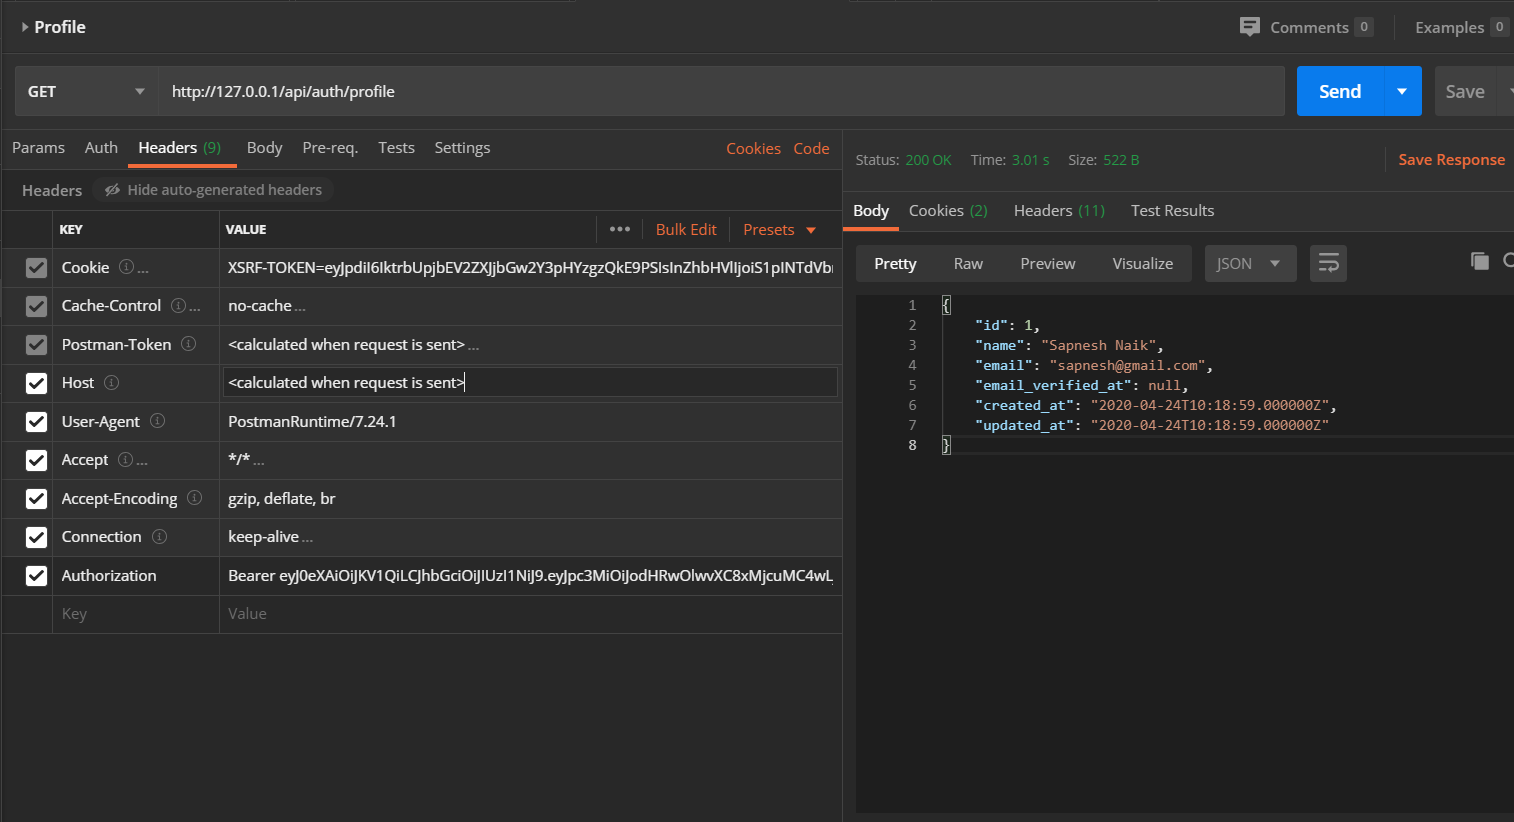 Profile
Comments 0
Examples 0
GET
http://127.0.0.1/api/auth/profile
Send
Save
Params Auth Headers (9) Body Pre-req. Tests Settings
Cookies Code
Headers Hide auto-generated headers
KEY VALUE ••• Bulk Edit Presets
Cookie ... XSRF-TOKEN=
Cache-Control ... no-cache ...
Postman-Token <calculated when request is sent> ...
Host <calculated when request is sent>
User-Agent PostmanRuntime/7.24.1
Accept ... */* ...
Accept-Encoding gzip, deflate, br
Connection keep-alive ...
Authorization Bearer
Key Value
Status: 200 OK Time: 3.01 s Size: 522 B
Save Response
Body Cookies (2) Headers (11) Test Results
Pretty Raw Preview Visualize JSON
1 {
2 "id": 1,
3 "name": "Sapnesh Naik",
4 "email": "sapnesh@gmail.com",
5 "email_verified_at": null,
6 "created_at": "2020-04-24T10:18:59.000000Z",
7 "updated_at": "2020-04-24T10:18:59.000000Z"
8 }